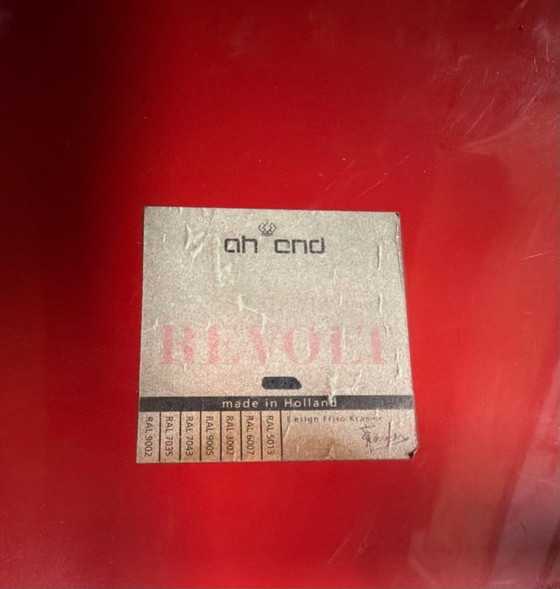 ahrend
REVOLT
made in Holland
Design Friso Kramer
RAL 9002
RAL 7035
RAL 7043
RAL 9005
RAL 3002
RAL 6007
RAL 5013